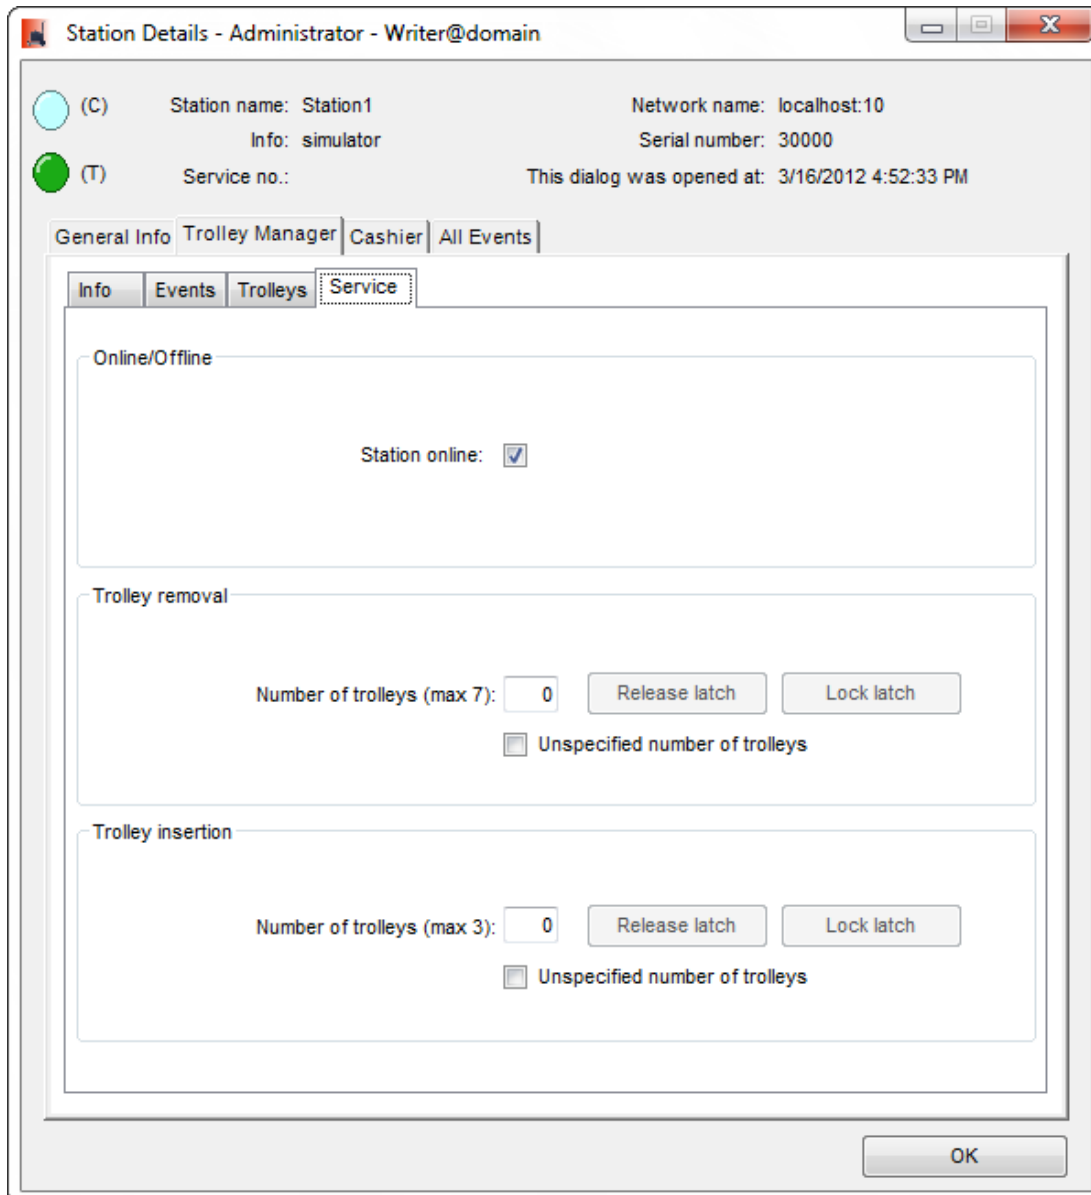 Station Details - Administrator - Writer@domain
(C) Station name: Station1 Network name: localhost:10
Info: simulator Serial number: 30000
(T) Service no.: This dialog was opened at: 3/16/2012 4:52:33 PM
General Info Trolley Manager Cashier All Events
Info Events Trolleys Service
Online/Offline
Station online:
Trolley removal
Number of trolleys (max 7): 0 Release latch Lock latch
Unspecified number of trolleys
Trolley insertion
Number of trolleys (max 3): 0 Release latch Lock latch
Unspecified number of trolleys
OK